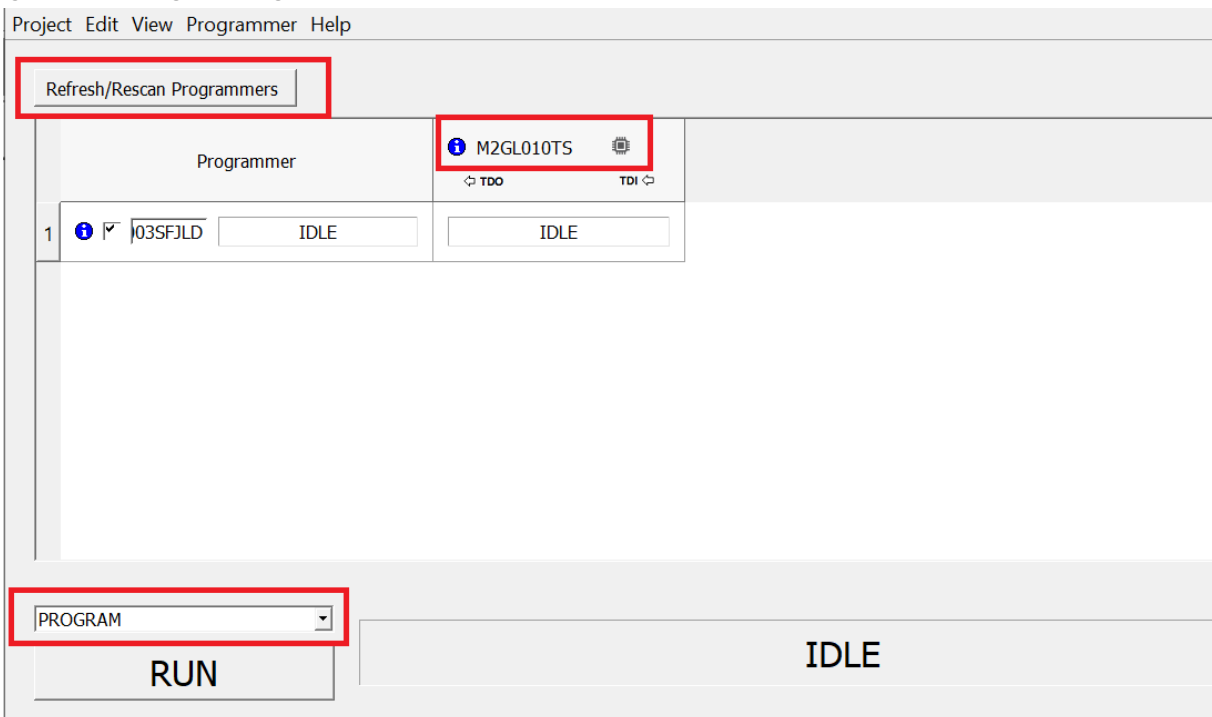 Project Edit View Programmer Help
Refresh/Rescan Programmers
Programmer
M2GL010TS
TDO TDI
1 03SFJLD IDLE IDLE
PROGRAM
RUN
IDLE